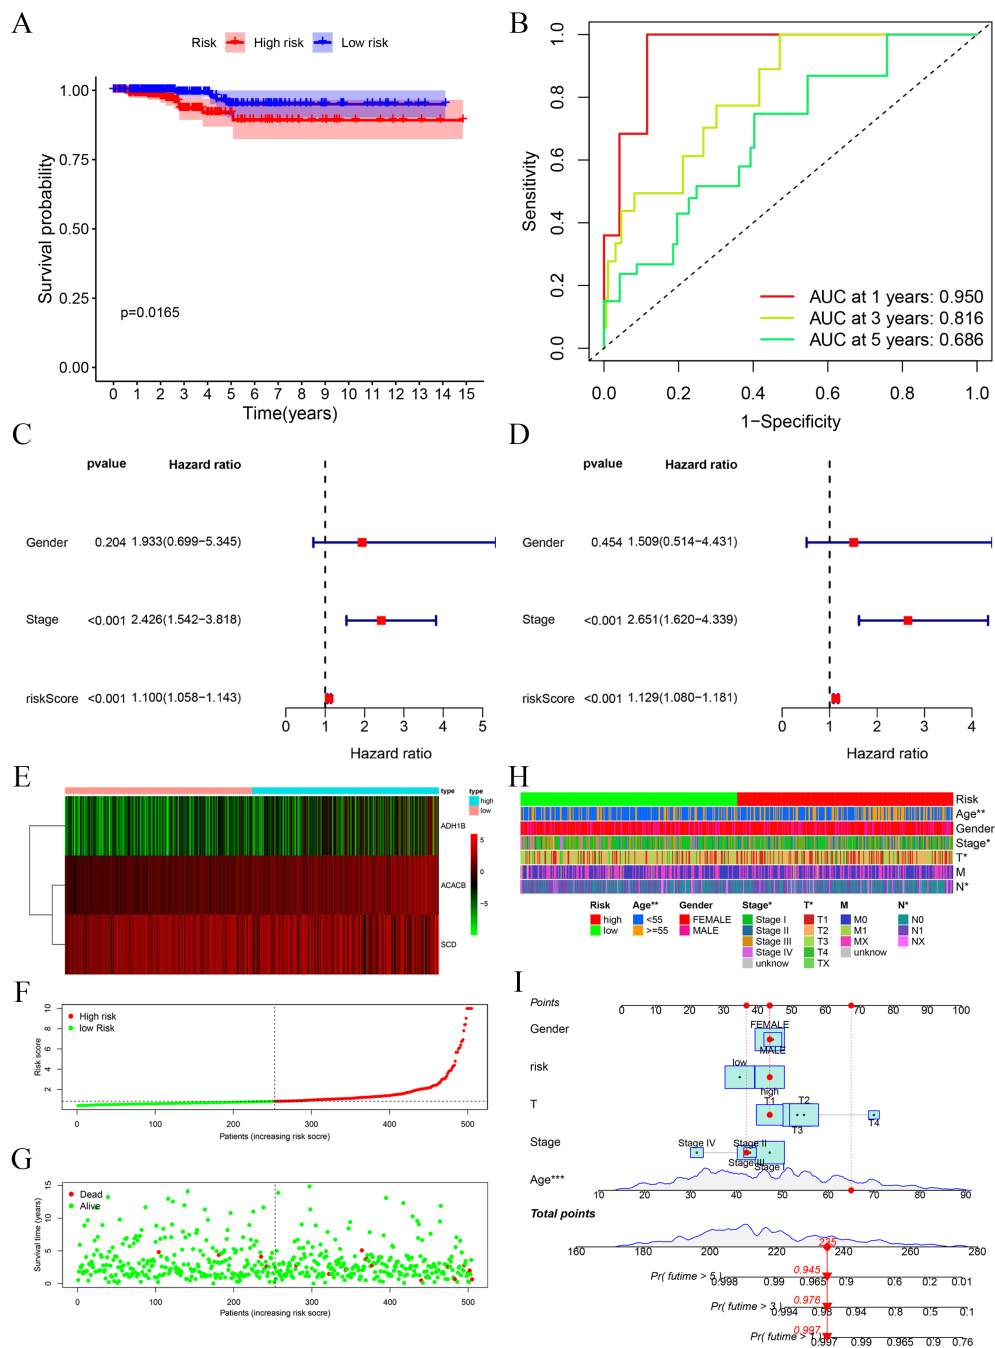 A
Risk High risk Low risk
Survival probability
1.00
0.75
0.50
0.25
0.00
p=0.0165
0 1 2 3 4 5 6 7 8 9 10 11 12 13 14 15
Time(years)
B
Sensitivity
1.0
0.8
0.6
0.4
0.2
0.0
AUC at 1 years: 0.950
AUC at 3 years: 0.816
AUC at 5 years: 0.686
0.0 0.2 0.4 0.6 0.8 1.0
1−Specificity
C
pvalue Hazard ratio
Gender 0.204 1.933(0.699−5.345)
Stage <0.001 2.426(1.542−3.818)
riskScore <0.001 1.100(1.058−1.143)
0 1 2 3 4 5
Hazard ratio
D
pvalue Hazard ratio
Gender 0.454 1.509(0.514−4.431)
Stage <0.001 2.651(1.620−4.339)
riskScore <0.001 1.129(1.080−1.181)
0 1 2 3 4
Hazard ratio
E
type
type
high
low
ADH1B
ACACB
SCD
5
0
−5
H
Risk
Age**
Gender
Stage*
T*
M
N*
Risk Age** Gender Stage* T* M N*
high <55 FEMALE Stage I T1 M0 N0
low >=55 MALE Stage II T2 M1 N1
Stage III T3 MX NX
Stage IV T4 unknow
unknow TX
F
Risk score
10
8
6
4
2
High risk
low Risk
0 100 200 300 400 500
Patients (increasing risk socre)
G
Survival time (years)
15
10
5
0
Dead
Alive
0 100 200 300 400 500
Patients (increasing risk socre)
I
Points
0 10 20 30 40 50 60 70 80 90 100
Gender
FEMALE
MALE
risk
low
high
T
T1 T2
T3 T4
Stage
Stage IV Stage II
Stage III
Stage I
Age***
10 20 30 40 50 60 70 80 90 91
Total points
225
160 200 220 240 260 280
0.945
Pr( futime > 5 )
0.998 0.99 0.965 0.9 0.6 0.2 0.01
0.976
Pr( futime > 3 )
0.994 0.98 0.94 0.8 0.5 0.1
0.997
Pr( futime > 1 )
0.997 0.99 0.965 0.9 0.76